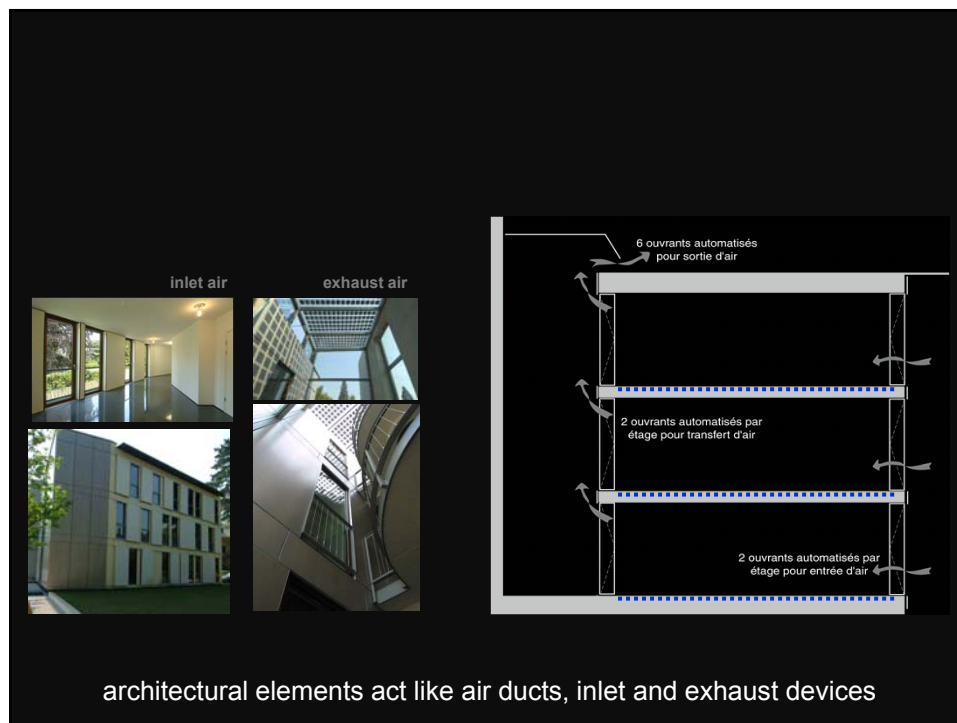 inlet air
exhaust air
6 ouvrants automatisés
pour sortie d'air
2 ouvrants automatisés par
étage pour transfert d'air
2 ouvrants automatisés par
étage pour entrée d'air
architectural elements act like air ducts, inlet and exhaust devices